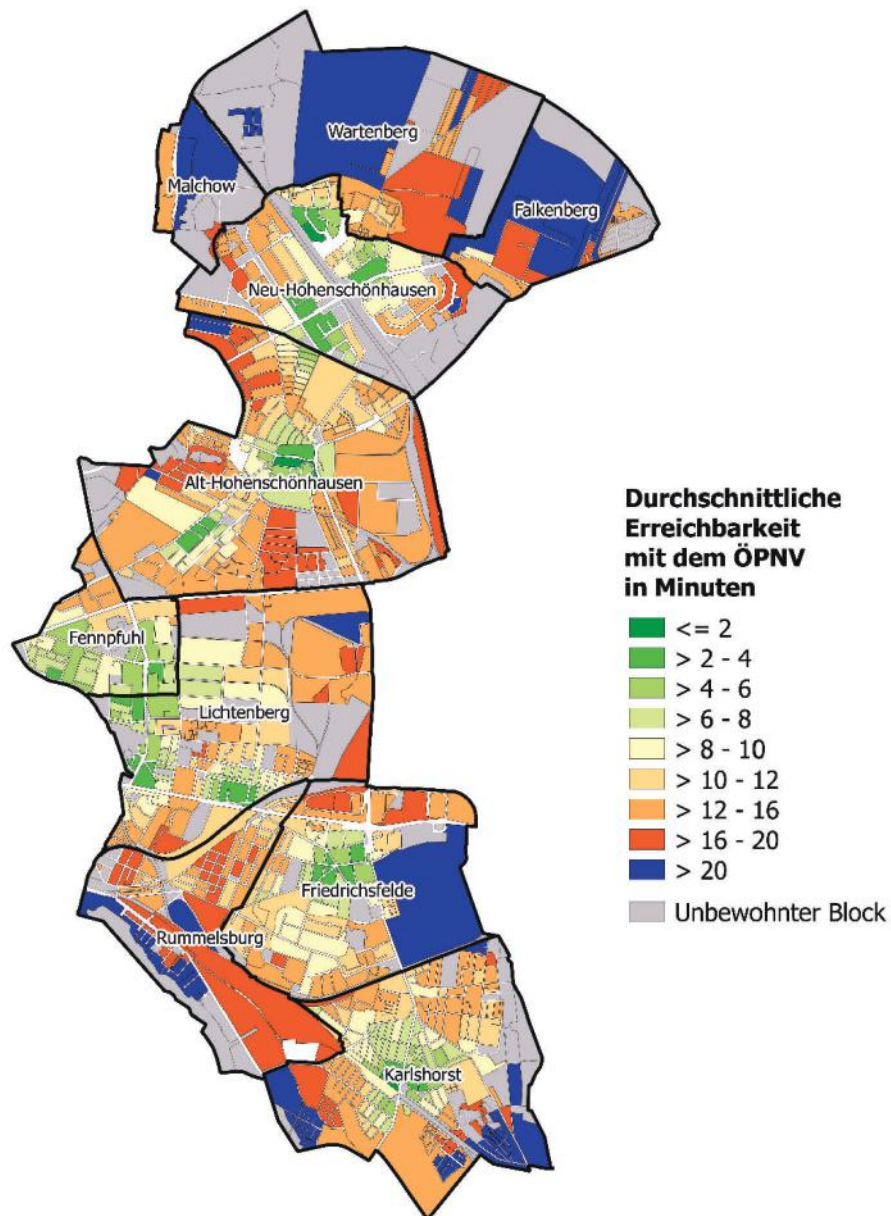 Wartenberg
Malchow
Falkenberg
Neu-Hohenschönhausen
Alt-Hohenschönhausen
Fennpfuhl
Lichtenberg
Friedrichsfelde
Rummelsburg
Karlshorst
Durchschnittliche
Erreichbarkeit
mit dem ÖPNV
in Minuten
<= 2
> 2 - 4
> 4 - 6
> 6 - 8
> 8 - 10
> 10 - 12
> 12 - 16
> 16 - 20
> 20
Unbewohnter Block